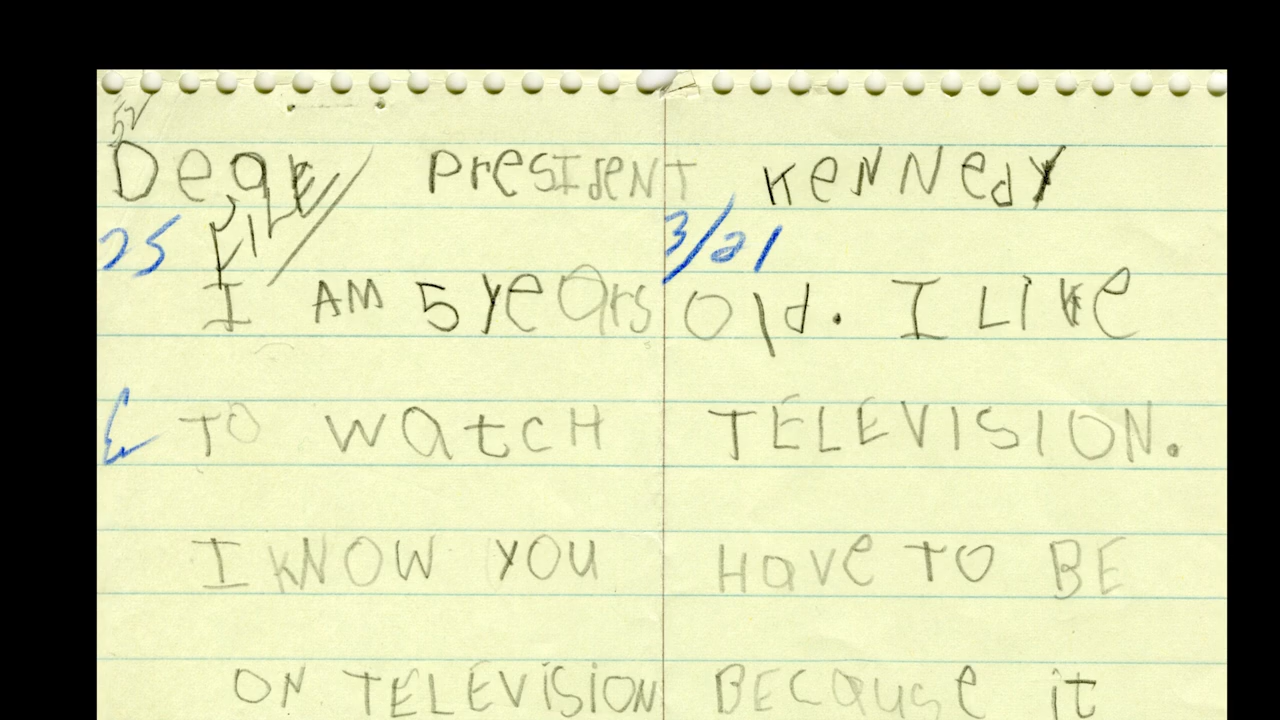 52
Dear President Kennedy
FILE
25 3/21
I AM 5 years old. I LiKe
TO watcH TELEVISION.
I KNOW YOU Have TO BE
ON TELEViSiON BECause it